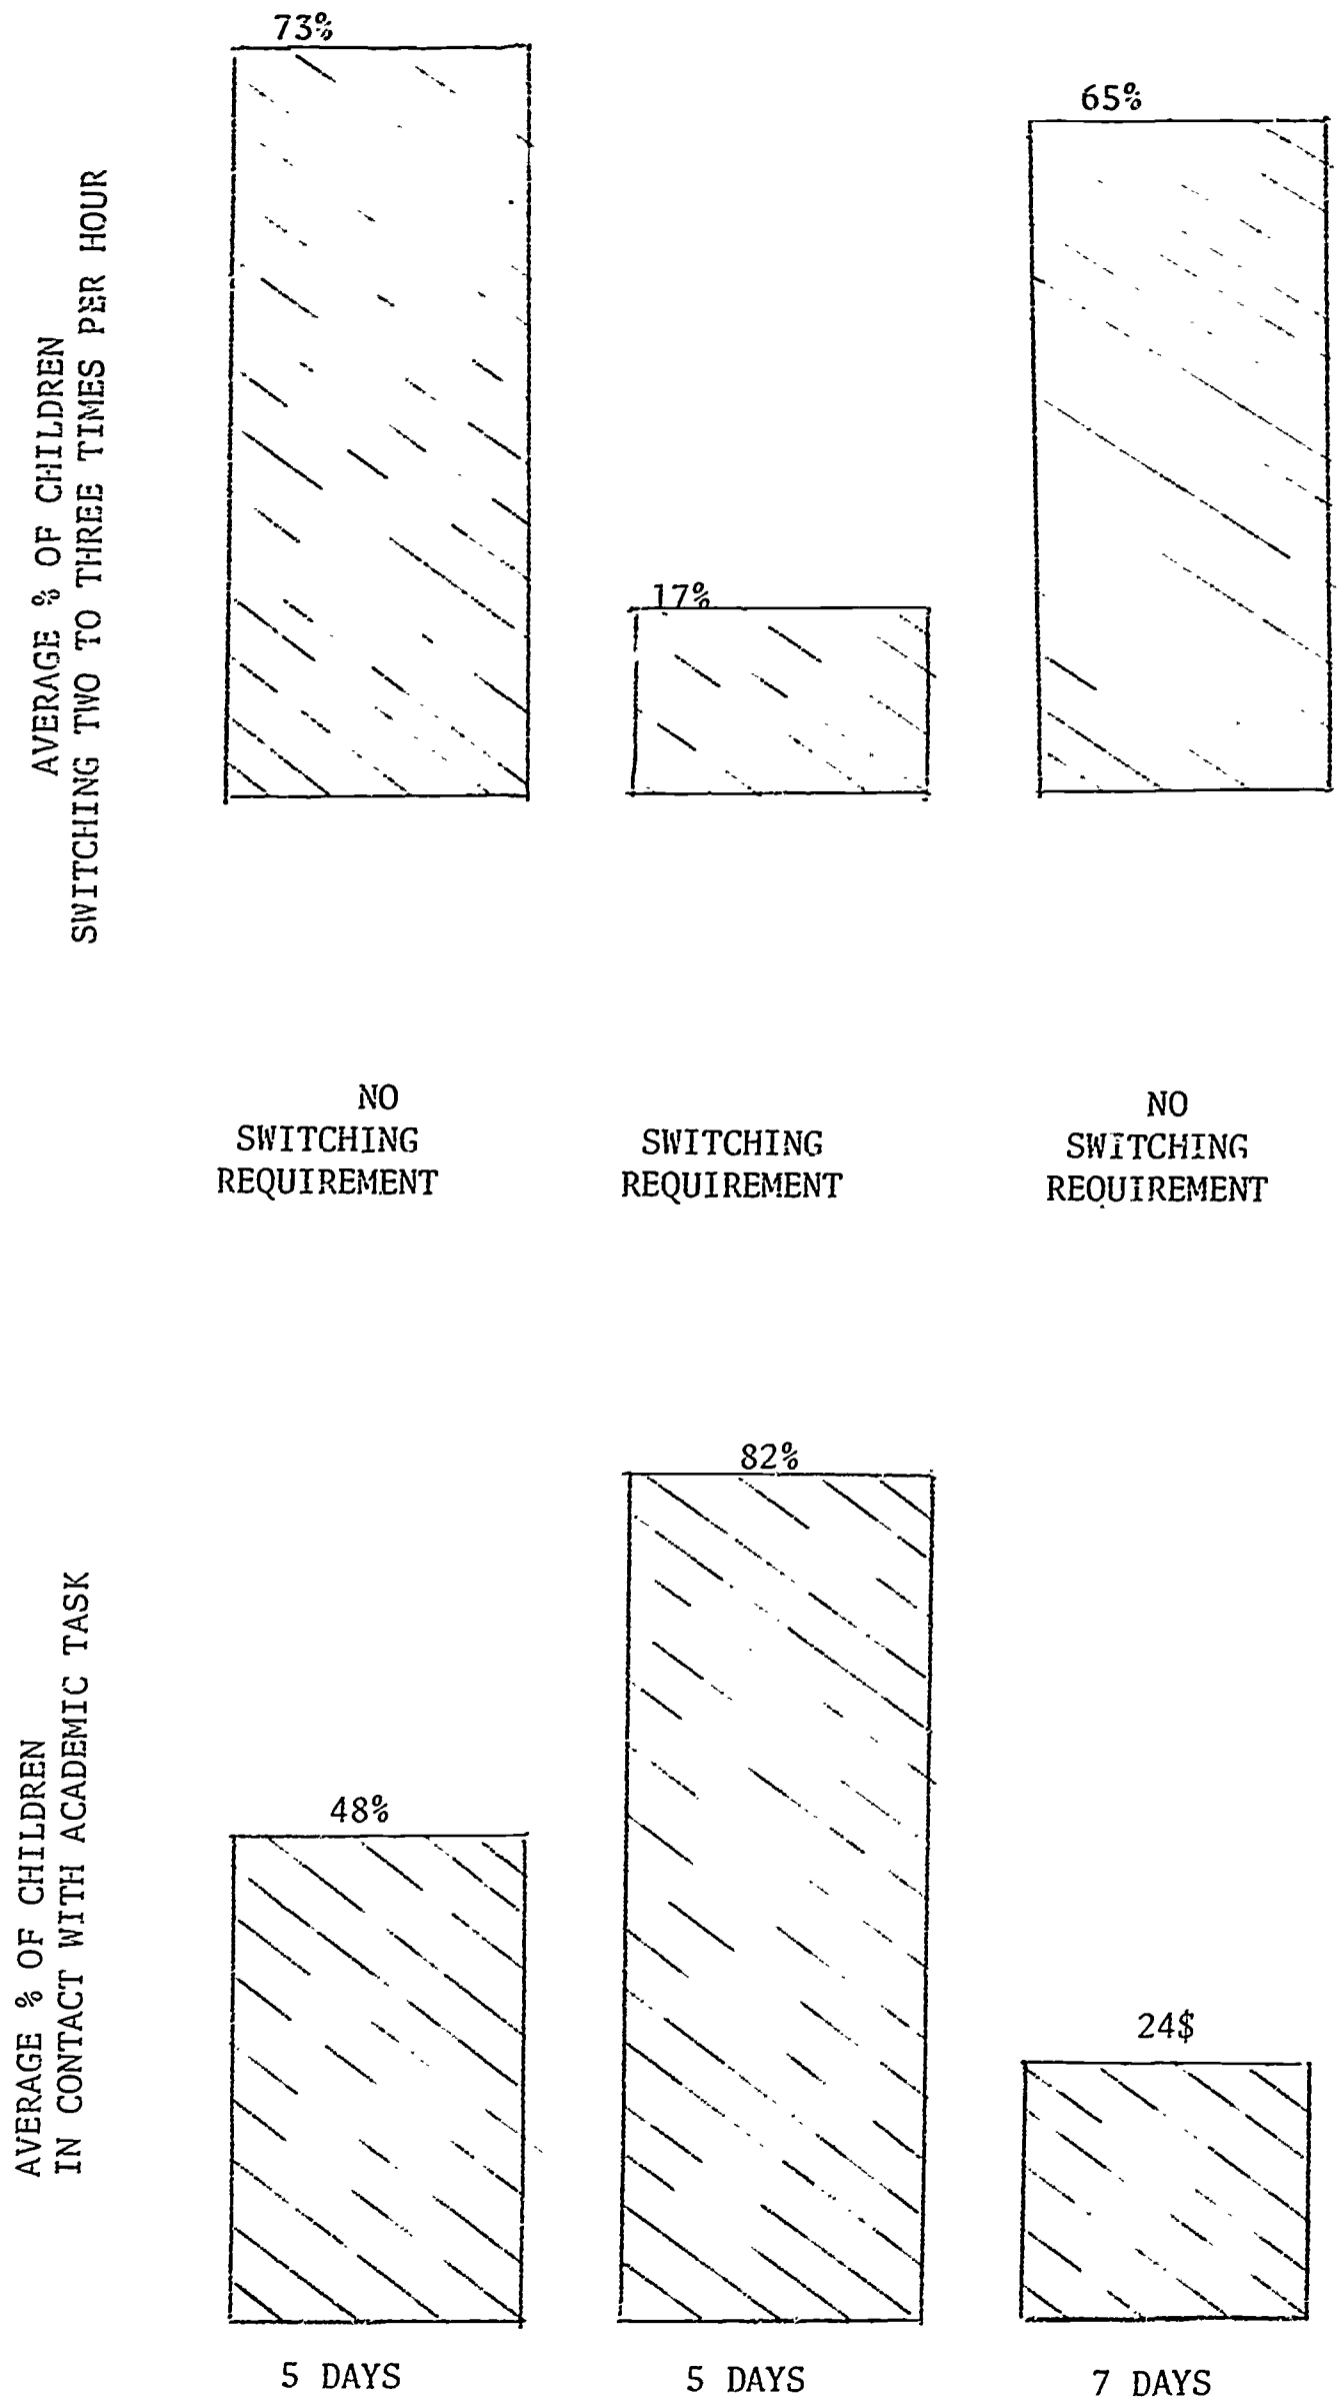 73%
65%
17%
AVERAGE % OF CHILDREN
SWITCHING TWO TO THREE TIMES PER HOUR
NO
SWITCHING
REQUIREMENT
SWITCHING
REQUIREMENT
NO
SWITCHING
REQUIREMENT
82%
48%
24$
AVERAGE % OF CHILDREN
IN CONTACT WITH ACADEMIC TASK
5 DAYS
5 DAYS
7 DAYS